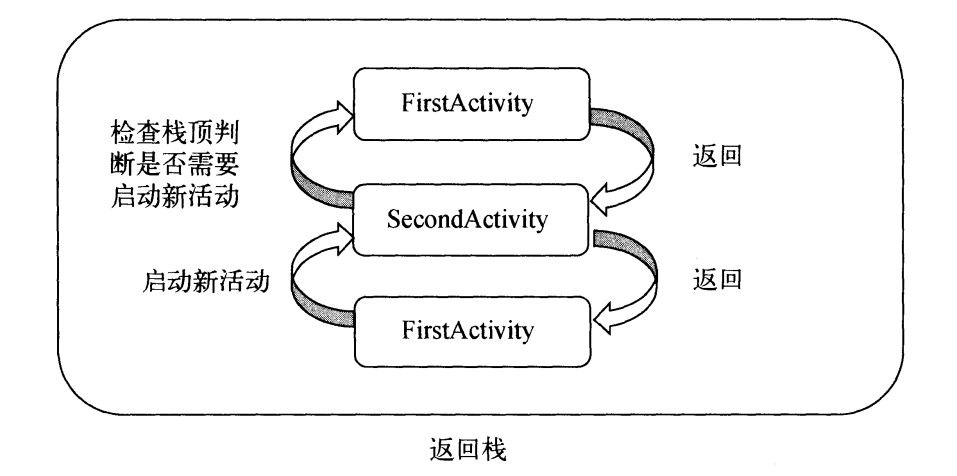 FirstActivity
检查栈顶判
断是否需要
启动新活动
返回
SecondActivity
启动新活动
返回
FirstActivity
返回栈